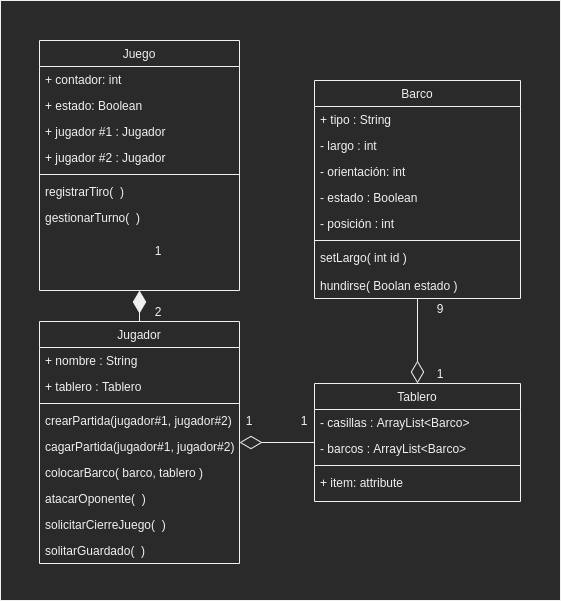 Juego
+ contador: int
+ estado: Boolean
+ jugador #1 : Jugador
+ jugador #2 : Jugador
registrarTiro(  )
gestionarTurno(  )
1
2
Jugador
+ nombre : String
+ tablero : Tablero
crearPartida(jugador#1, jugador#2)
cagarPartida(jugador#1, jugador#2)
colocarBarco( barco, tablero )
atacarOponente(  )
solicitarCierreJuego(  )
solitarGuardado(  )
1
1
Barco
+ tipo : String
- largo : int
- orientación: int
- estado : Boolean
- posición : int
setLargo( int id )
hundirse( Boolan estado )
9
1
Tablero
- casillas : ArrayList<Barco>
- barcos : ArrayList<Barco>
+ item: attribute